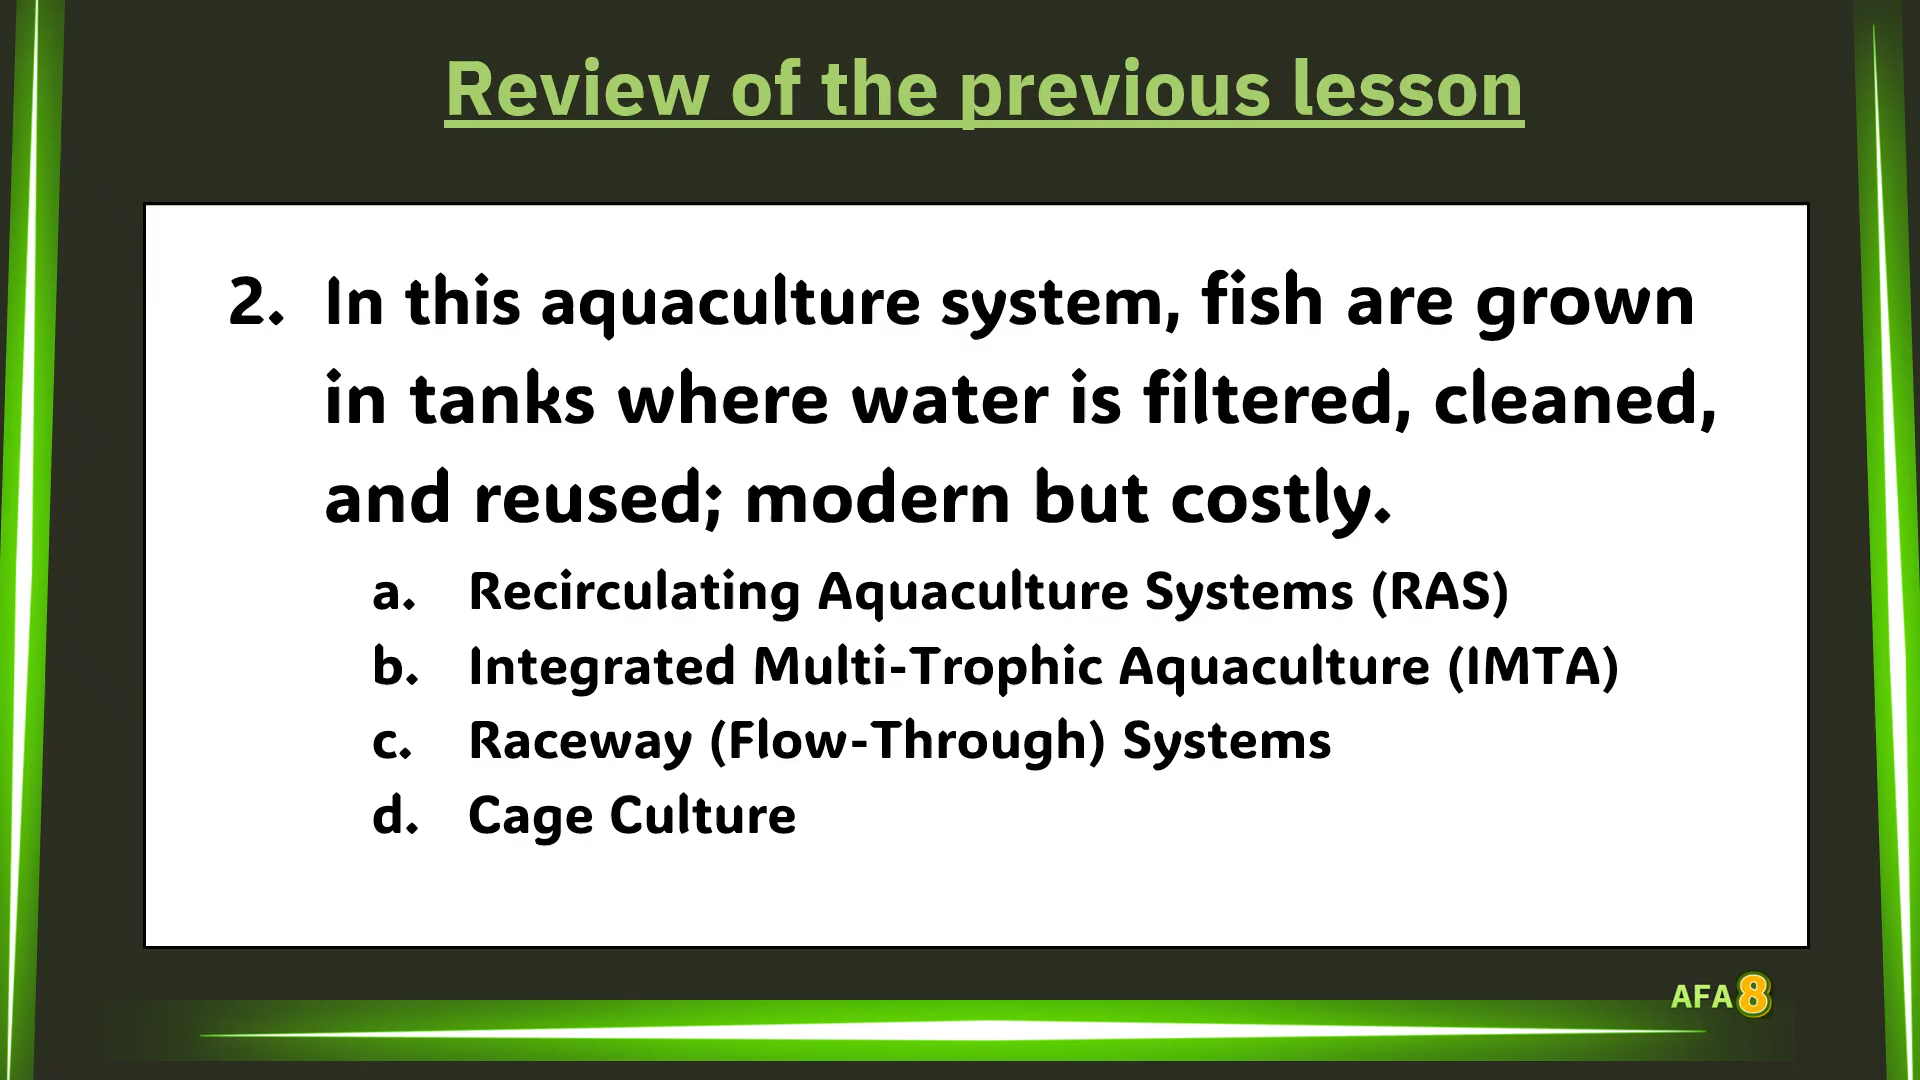 Review of the previous lesson
2. In this aquaculture system, fish are grown
in tanks where water is filtered, cleaned,
and reused; modern but costly.
a. Recirculating Aquaculture Systems (RAS)
b. Integrated Multi-Trophic Aquaculture (IMTA)
c. Raceway (Flow-Through) Systems
d. Cage Culture
AFA 8